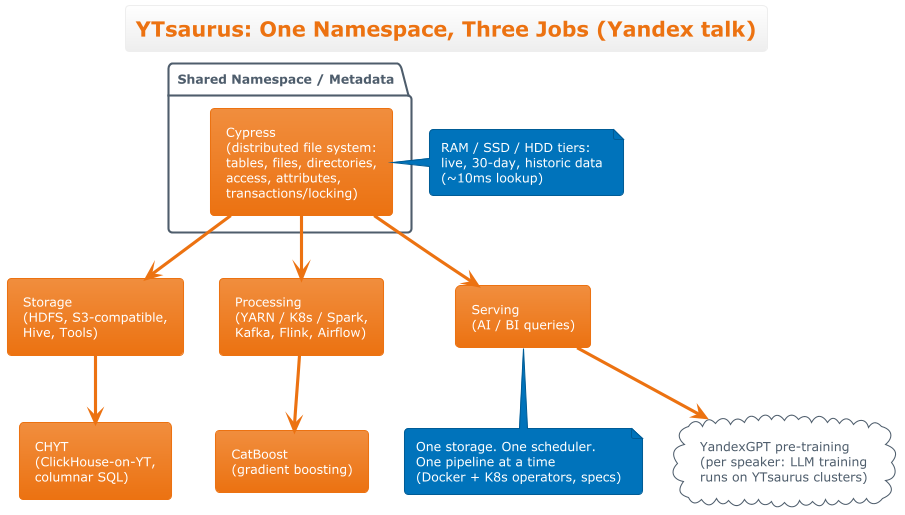 YTsaurus: One Namespace, Three Jobs (Yandex talk)
Shared Namespace / Metadata
Cypress
(distributed file system:
tables, files, directories,
access, attributes,
transactions/locking)
RAM / SSD / HDD tiers:
live, 30-day, historic data
(~10ms lookup)
Storage
(HDFS, S3-compatible,
Hive, Tools)
Processing
(YARN / K8s / Spark,
Kafka, Flink, Airflow)
Serving
(AI / BI queries)
CHYT
(ClickHouse-on-YT,
columnar SQL)
CatBoost
(gradient boosting)
One storage. One scheduler.
One pipeline at a time
(Docker + K8s operators, specs)
YandexGPT pre-training
(per speaker: LLM training
runs on YTsaurus clusters)